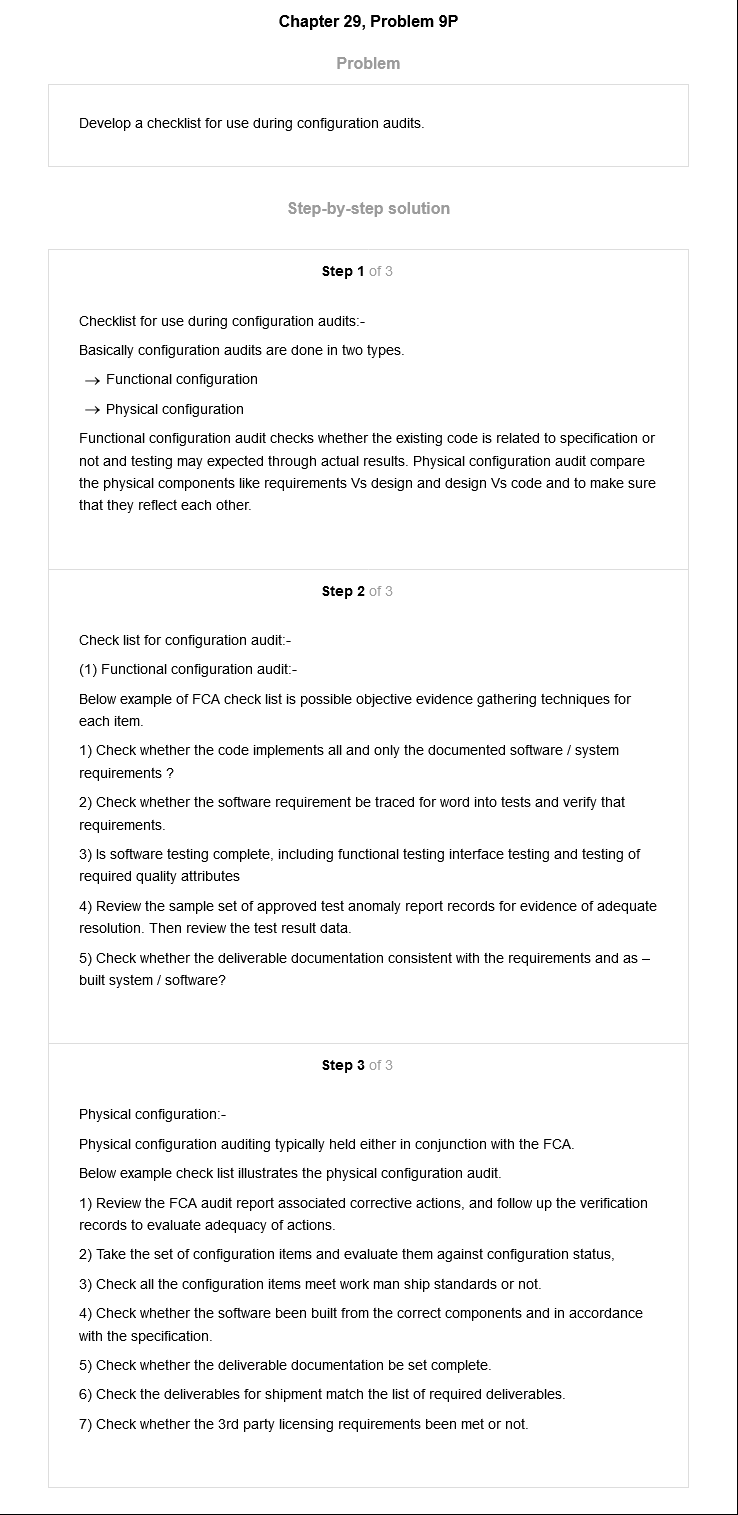 Chapter 29, Problem 9P
Problem
Develop a checklist for use during configuration audits.
Step-by-step solution
Step 1 of 3
Checklist for use during configuration audits:-
Basically configuration audits are done in two types.
→ Functional configuration
→ Physical configuration
Functional configuration audit checks whether the existing code is related to specification or
not and testing may expected through actual results. Physical configuration audit compare
the physical components like requirements Vs design and design Vs code and to make sure
that they reflect each other.
Step 2 of 3
Check list for configuration audit:-
(1) Functional configuration audit:-
Below example of FCA check list is possible objective evidence gathering techniques for
each item.
1) Check whether the code implements all and only the documented software / system
requirements ?
2) Check whether the software requirement be traced for word into tests and verify that
requirements.
3) Is software testing complete, including functional testing interface testing and testing of
required quality attributes
4) Review the sample set of approved test anomaly report records for evidence of adequate
resolution. Then review the test result data.
5) Check whether the deliverable documentation consistent with the requirements and as –
built system / software?
Step 3 of 3
Physical configuration:-
Physical configuration auditing typically held either in conjunction with the FCA.
Below example check list illustrates the physical configuration audit.
1) Review the FCA audit report associated corrective actions, and follow up the verification
records to evaluate adequacy of actions.
2) Take the set of configuration items and evaluate them against configuration status,
3) Check all the configuration items meet work man ship standards or not.
4) Check whether the software been built from the correct components and in accordance
with the specification.
5) Check whether the deliverable documentation be set complete.
6) Check the deliverables for shipment match the list of required deliverables.
7) Check whether the 3rd party licensing requirements been met or not.